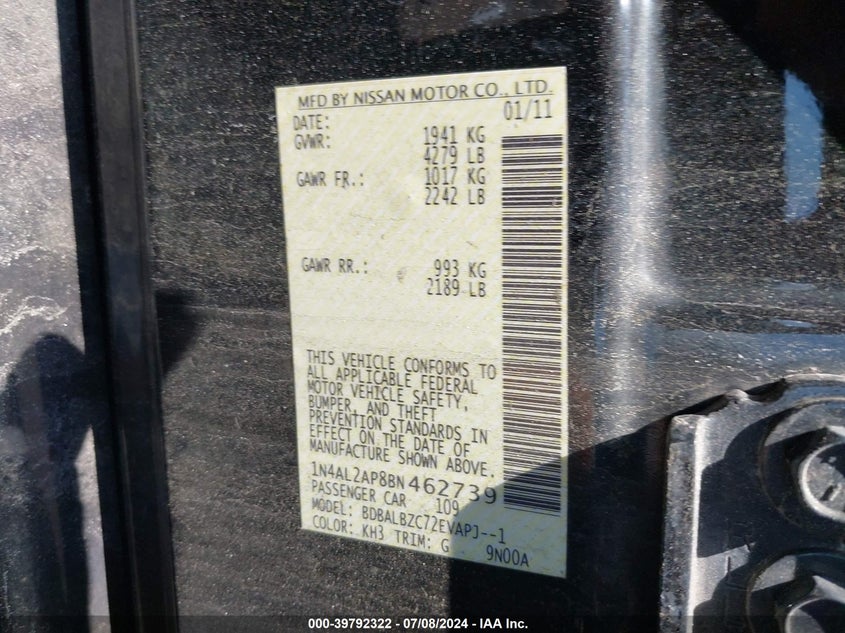 MFD BY NISSAN MOTOR CO., LTD.
DATE: 01/11
GVWR: 1941 KG
4279 LB
GAWR FR.: 1017 KG
2242 LB
GAWR RR.: 993 KG
2189 LB
THIS VEHICLE CONFORMS TO
ALL APPLICABLE FEDERAL
MOTOR VEHICLE SAFETY,
BUMPER, AND THEFT
PREVENTION STANDARDS IN
EFFECT ON THE DATE OF
MANUFACTURE SHOWN ABOVE.
1N4AL2AP8BN462739
PASSENGER CAR 109
MODEL: BDBALBZC72EVAPJ--1
COLOR: KH3 TRIM: G 9N00A
000-39792322 - 07/08/2024 - IAA Inc.